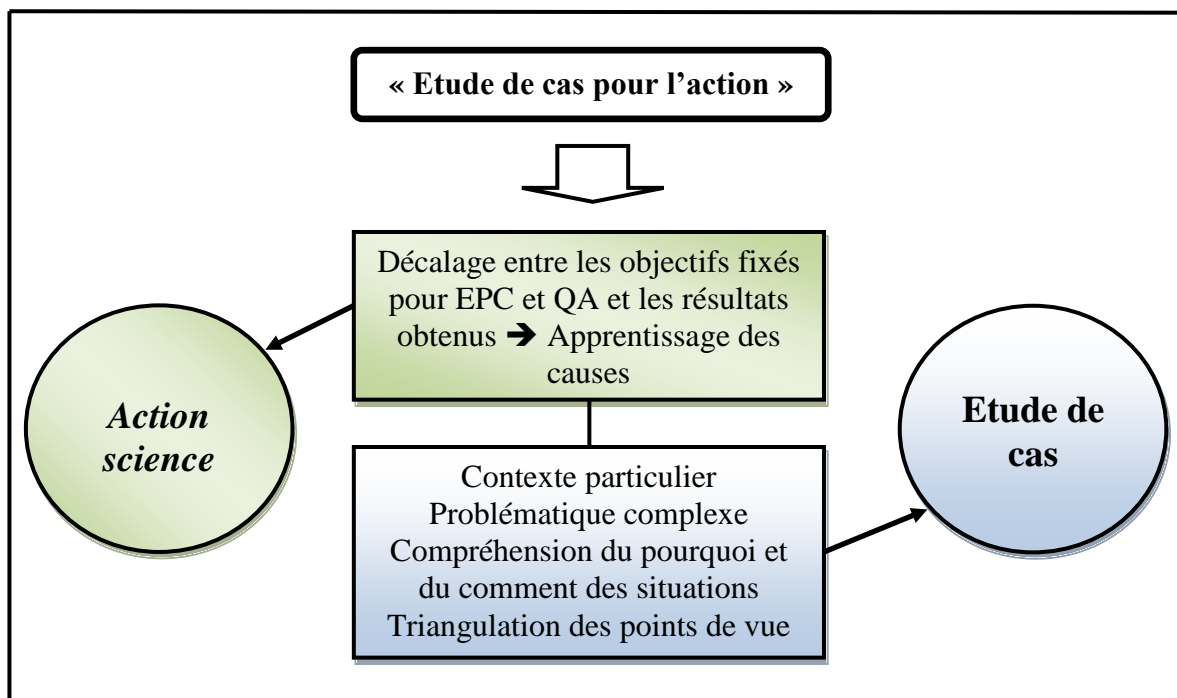 « Etude de cas pour l’action »
Décalage entre les objectifs fixés
pour EPC et QA et les résultats
obtenus ➔ Apprentissage des
causes
Action
science
Etude de
cas
Contexte particulier
Problématique complexe
Compréhension du pourquoi et
du comment des situations
Triangulation des points de vue